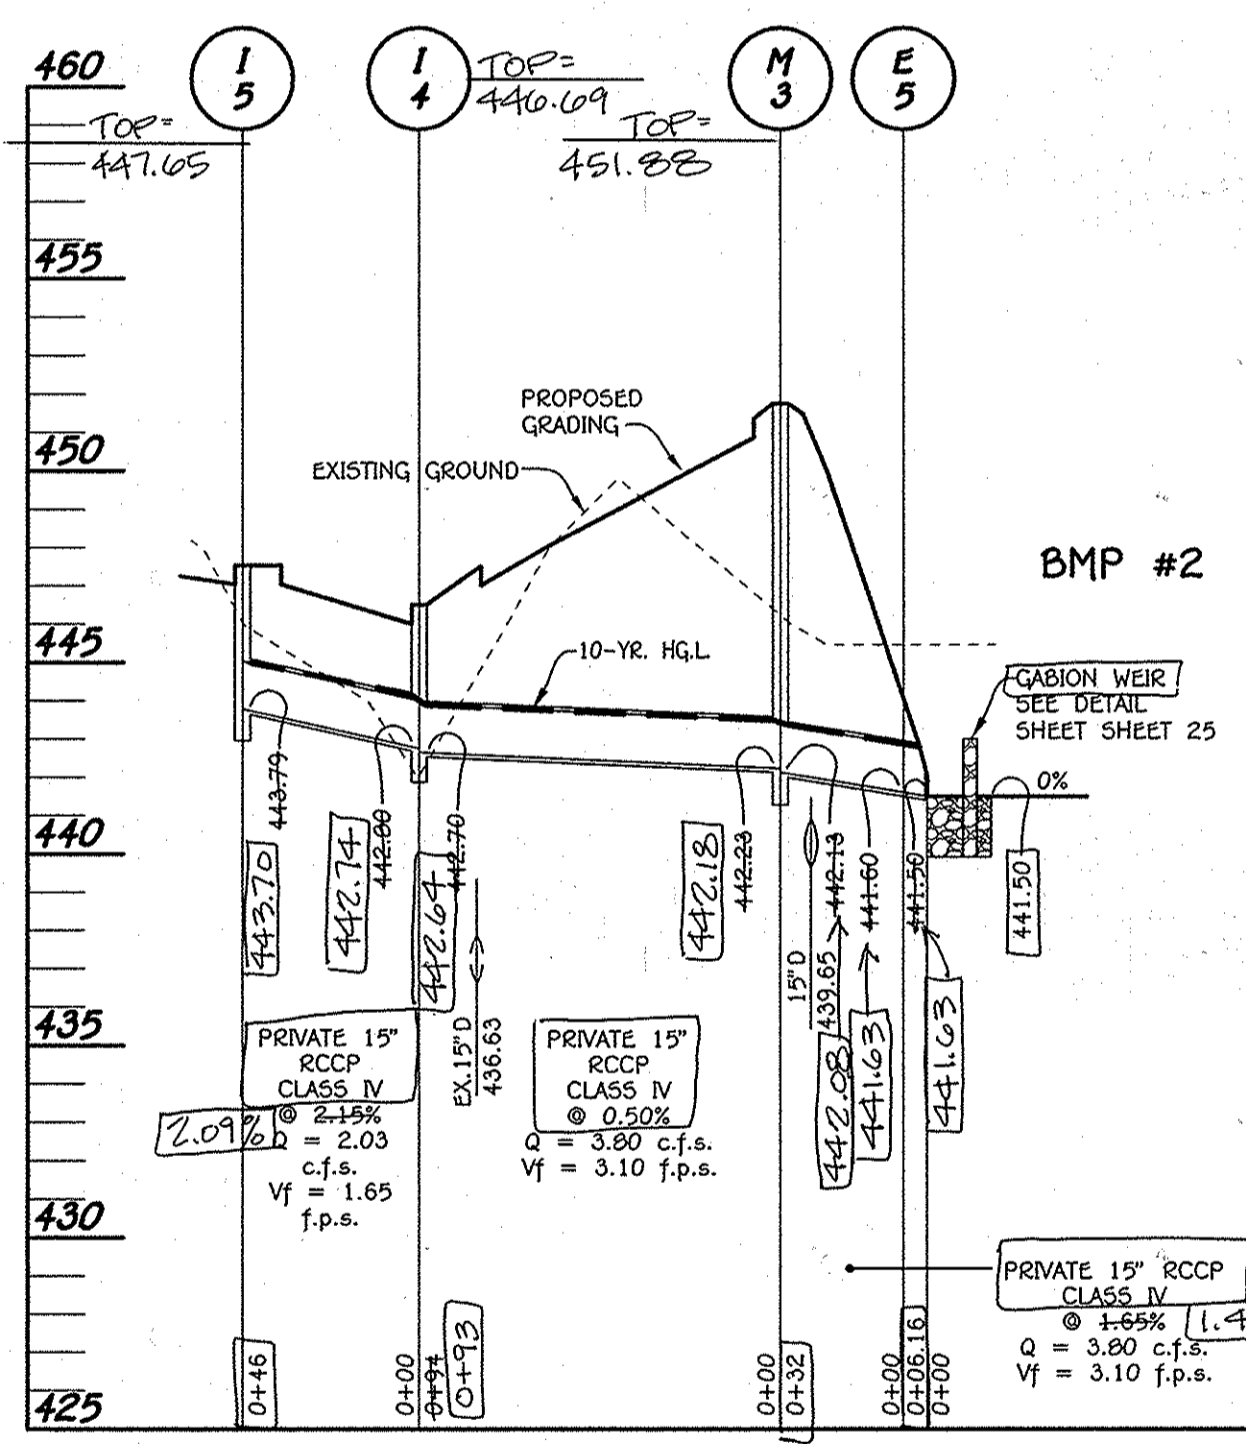 I
5
I
4
M
3
E
5
TOP=
447.65
TOP=
446.69
TOP=
451.88
460
455
450
445
440
435
430
425
PROPOSED
GRADING
EXISTING GROUND
10-YR. HG.L.
BMP #2
GABION WEIR
SEE DETAIL
SHEET SHEET 25
0%
443.79
443.70
442.80
442.74
442.70
442.64
442.23
442.18
442.13
442.08
441.60
441.63
441.50
441.63
441.50
EX.15"D
436.63
15"D
439.65
PRIVATE 15"
RCCP
CLASS IV
@ 2.15%
2.09%
Q = 2.03
c.f.s.
Vf = 1.65
f.p.s.
PRIVATE 15"
RCCP
CLASS IV
@ 0.50%
Q = 3.80 c.f.s.
Vf = 3.10 f.p.s.
PRIVATE 15" RCCP
CLASS IV
@ 1.65% 1.4
Q = 3.80 c.f.s.
Vf = 3.10 f.p.s.
0+46
0+00
0+94
0+93
0+00
0+32
0+00
0+06.16
0+00